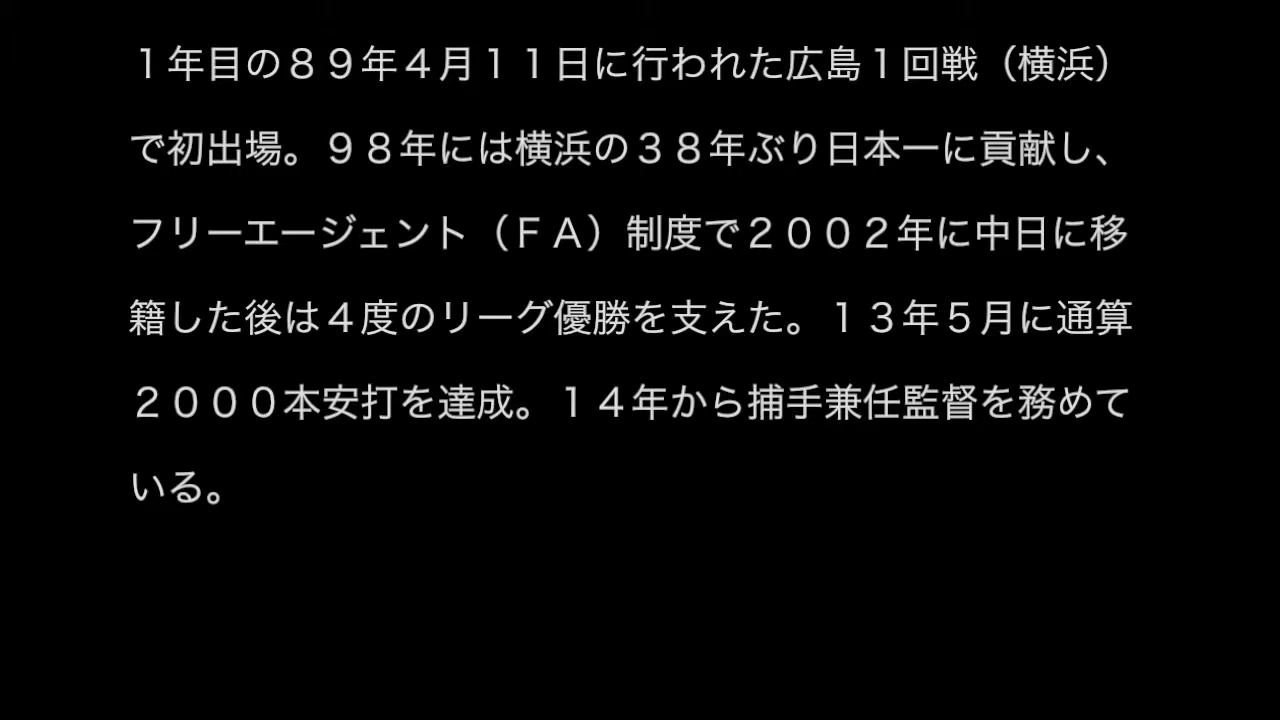 １年目の８９年４月１１日に行われた広島１回戦（横浜）
で初出場。９８年には横浜の３８年ぶり日本一に貢献し、
フリーエージェント（ＦＡ）制度で２００２年に中日に移
籍した後は４度のリーグ優勝を支えた。１３年５月に通算
２０００本安打を達成。１４年から捕手兼任監督を務めて
いる。